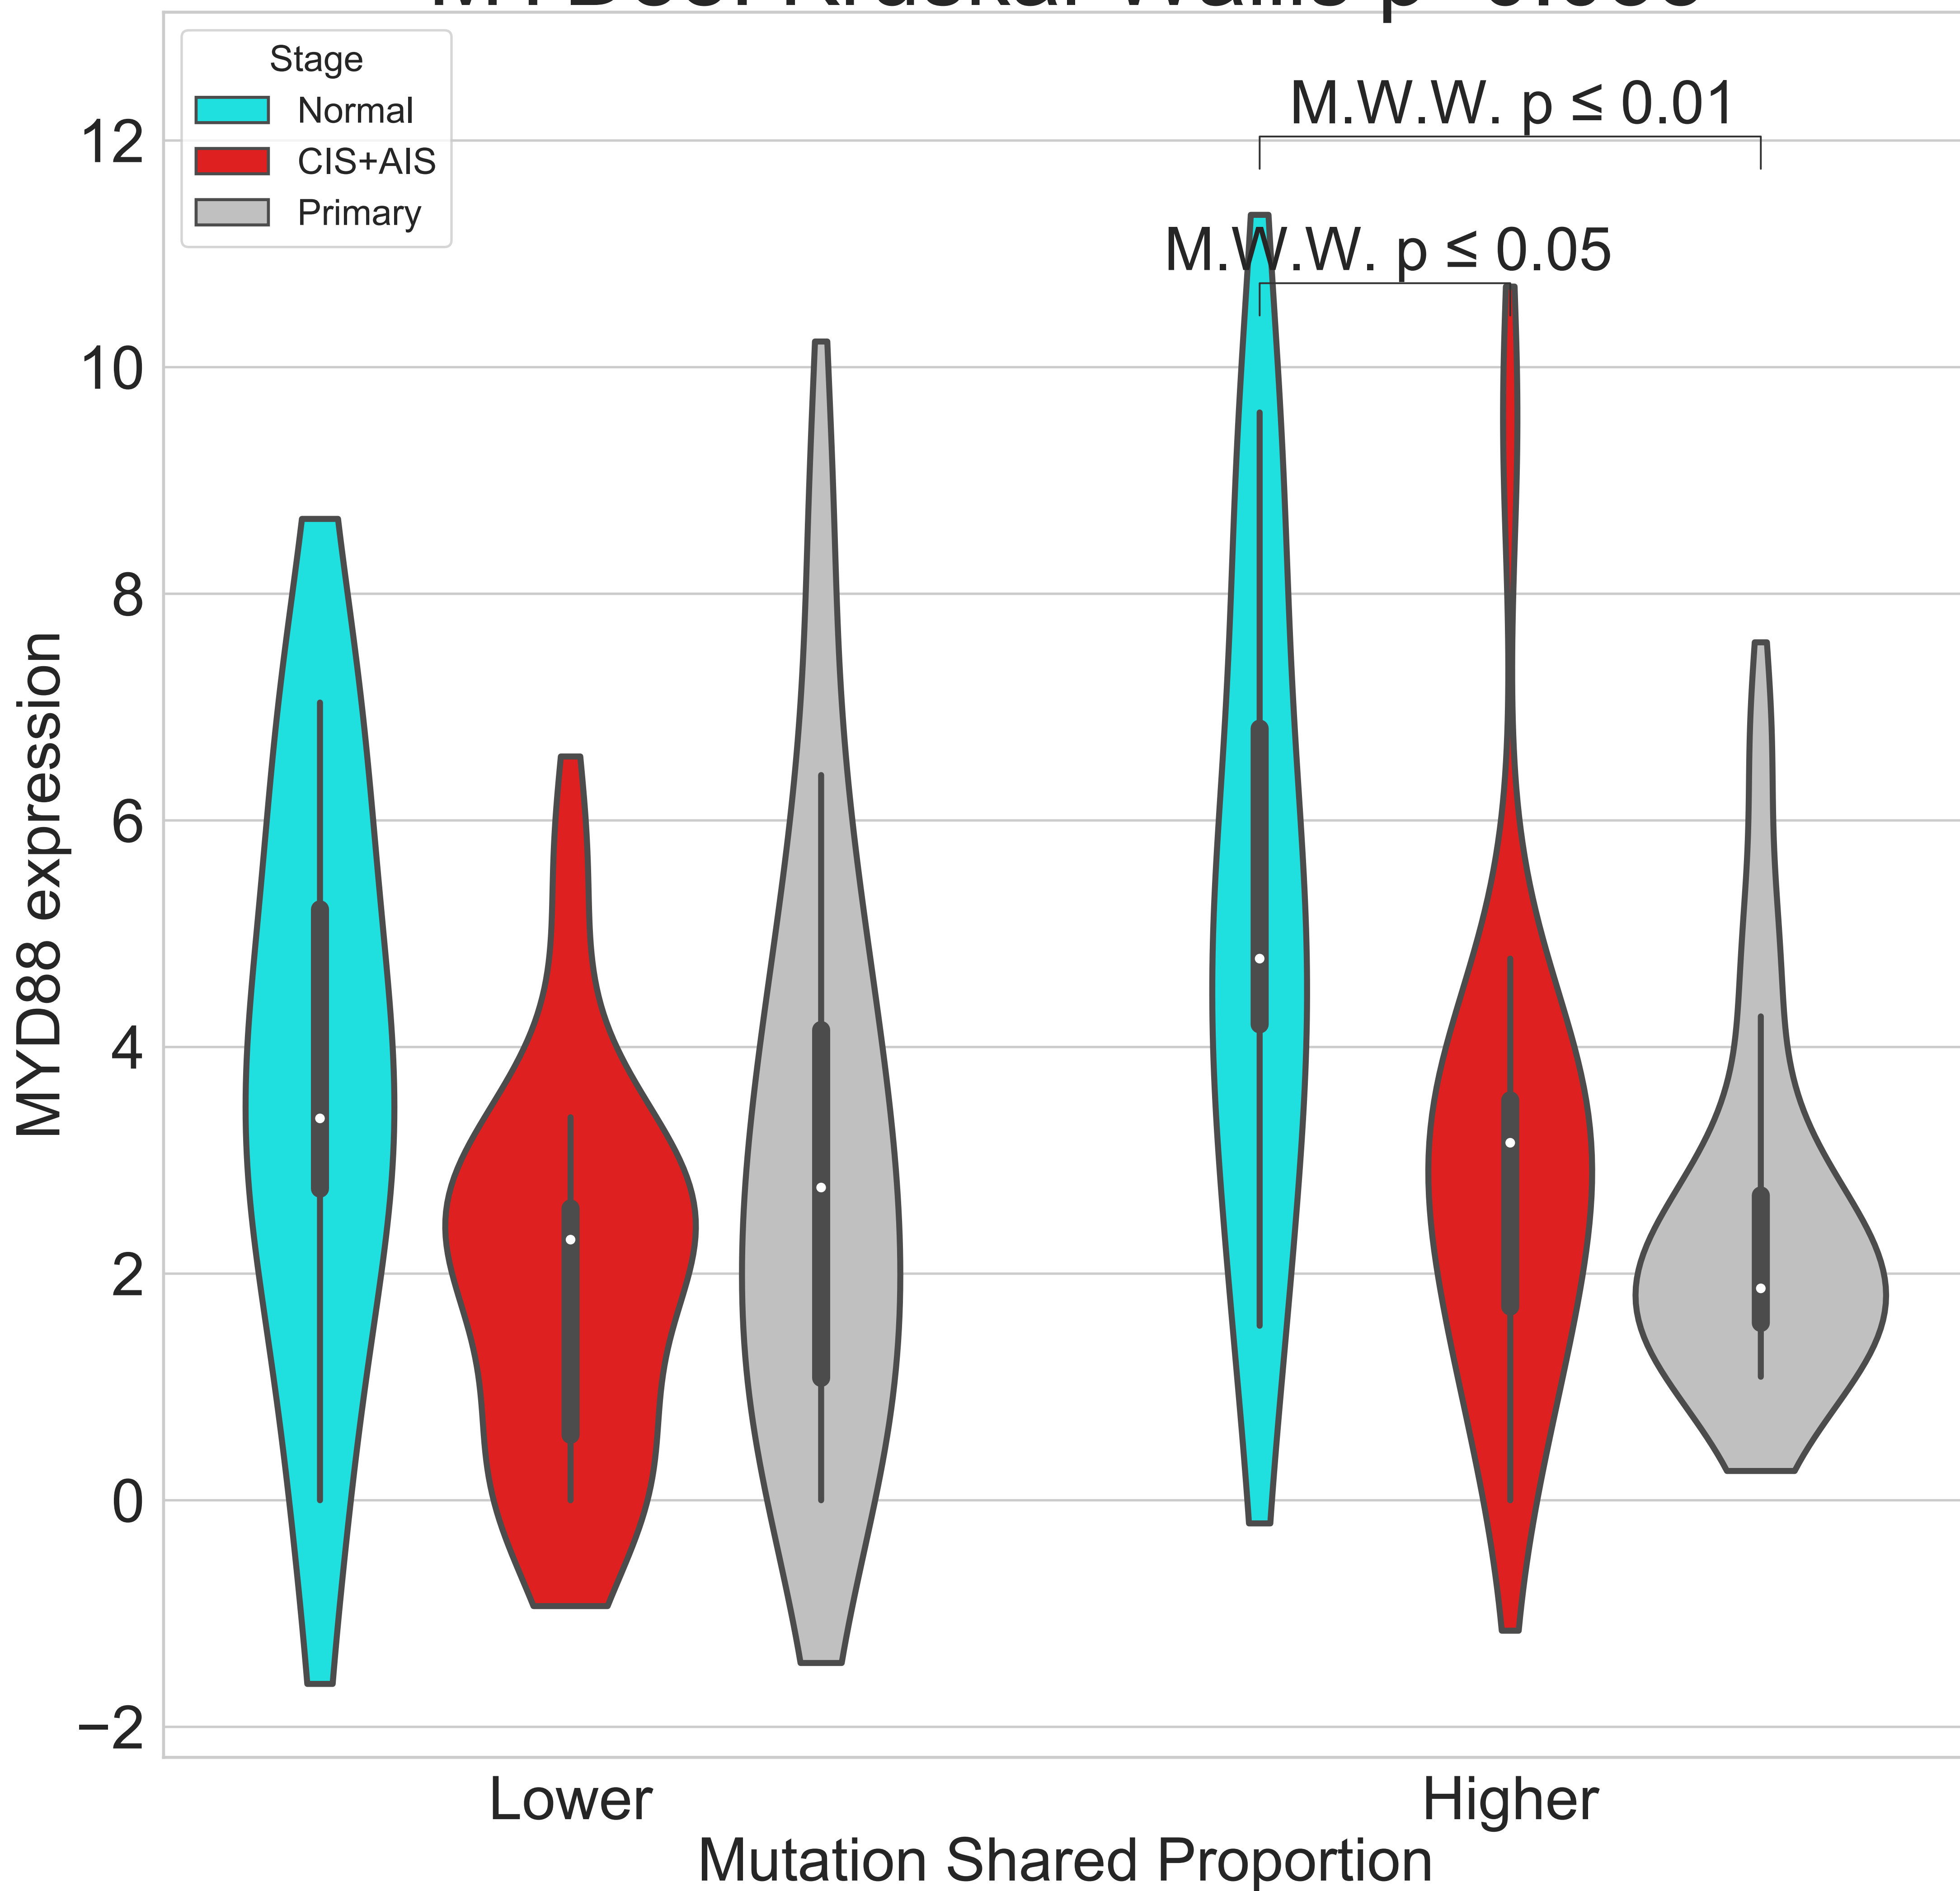 Stage
Normal
CIS+AIS
Primary
M.W.W. p ≤ 0.01
M.W.W. p ≤ 0.05
12
10
8
6
4
2
0
−2
MYD88 expression
Lower
Higher
Mutation Shared Proportion